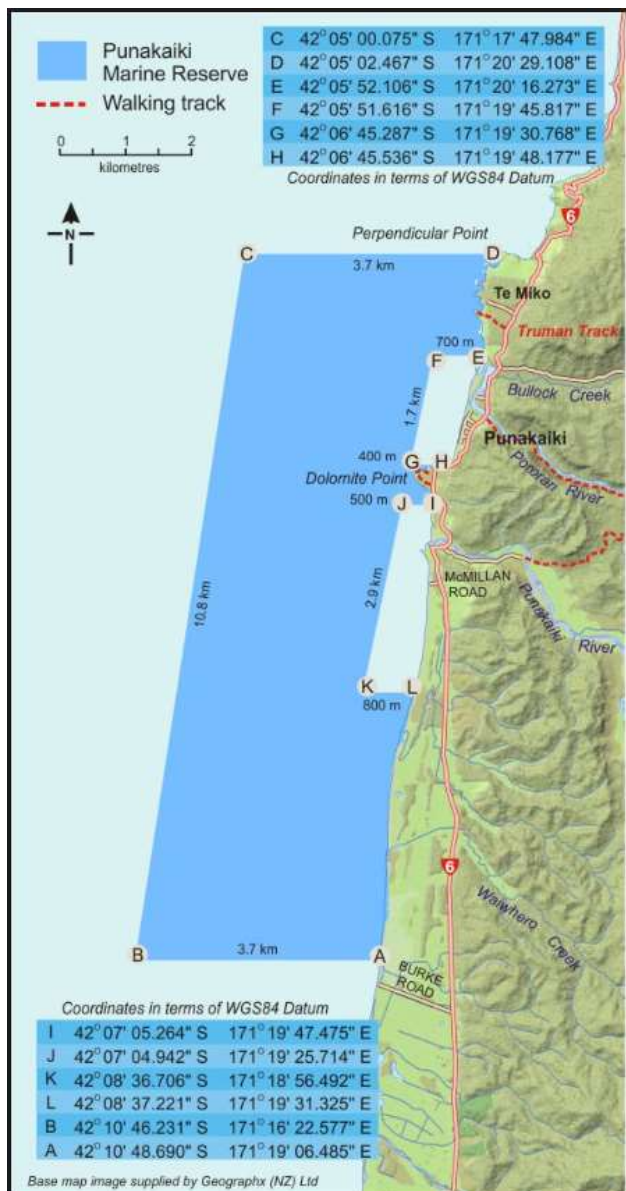 Punakaiki
Marine Reserve
Walking track
0 1 2
kilometres
C 42° 05' 00.075" S 171° 17' 47.984" E
D 42° 05' 02.467" S 171° 20' 29.108" E
E 42° 05' 52.106" S 171° 20' 16.273" E
F 42° 05' 51.616" S 171° 19' 45.817" E
G 42° 06' 45.287" S 171° 19' 30.768" E
H 42° 06' 45.536" S 171° 19' 48.177" E
Coordinates in terms of WGS84 Datum
6
N
Perpendicular Point
C
D
3.7 km
Te Miko
Truman Track
700 m
F
E
Bullock Creek
1.7 km
Punakaiki
400 m
G
H
Pororari River
Dolomite Point
500 m
J
I
McMILLAN
ROAD
2.9 km
10.8 km
Punakaiki River
K
L
800 m
6
Waiwhero Creek
B
3.7 km
A
BURKE
ROAD
Coordinates in terms of WGS84 Datum
I 42° 07' 05.264" S 171° 19' 47.475" E
J 42° 07' 04.942" S 171° 19' 25.714" E
K 42° 08' 36.706" S 171° 18' 56.492" E
L 42° 08' 37.221" S 171° 19' 31.325" E
B 42° 10' 46.231" S 171° 16' 22.577" E
A 42° 10' 48.690" S 171° 19' 06.485" E
Base map image supplied by Geographx (NZ) Ltd